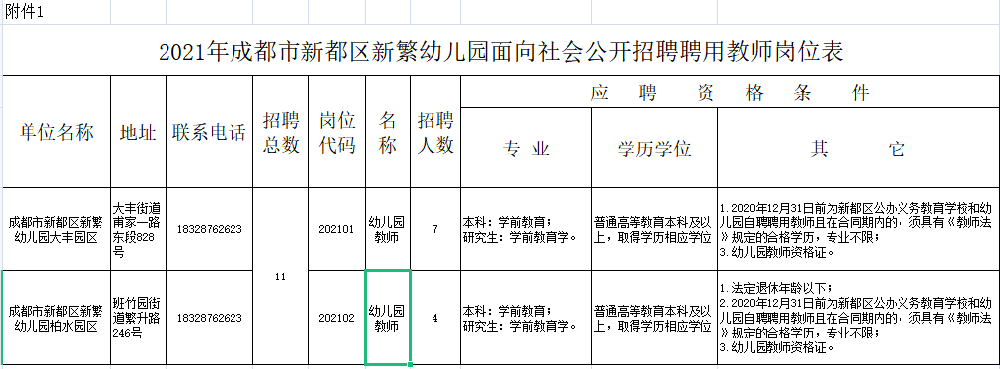 附件1
2021年成都市新都区新繁幼儿园面向社会公开招聘聘用教师岗位表
单位名称
地址
联系电话
招聘
总数
岗位
代码
名
称
招聘
人数
应 聘 资 格 条 件
专 业
学历学位
其 它
成都市新都区新繁
幼儿园大丰园区
大丰街道
甫家一路
东段828
号
18328762623
11
202101
幼儿园
教师
7
本科：学前教育；
研究生：学前教育学。
普通高等教育本科及以
上，取得学历相应学位
1.2020年12月31日前为新都区公办义务教育学校和幼
儿园自聘聘用教师且在合同期内的，须具有《教师法
》规定的合格学历，专业不限；
3.幼儿园教师资格证。
成都市新都区新繁
幼儿园柏水园区
班竹园街
道繁升路
246号
18328762623
202102
幼儿园
教师
4
本科：学前教育；
研究生：学前教育学。
普通高等教育本科及以
上，取得学历相应学位
1.法定退休年龄以下；
2.2020年12月31日前为新都区公办义务教育学校和幼
儿园自聘聘用教师且在合同期内的，须具有《教师法
》规定的合格学历，专业不限；
3.幼儿园教师资格证。